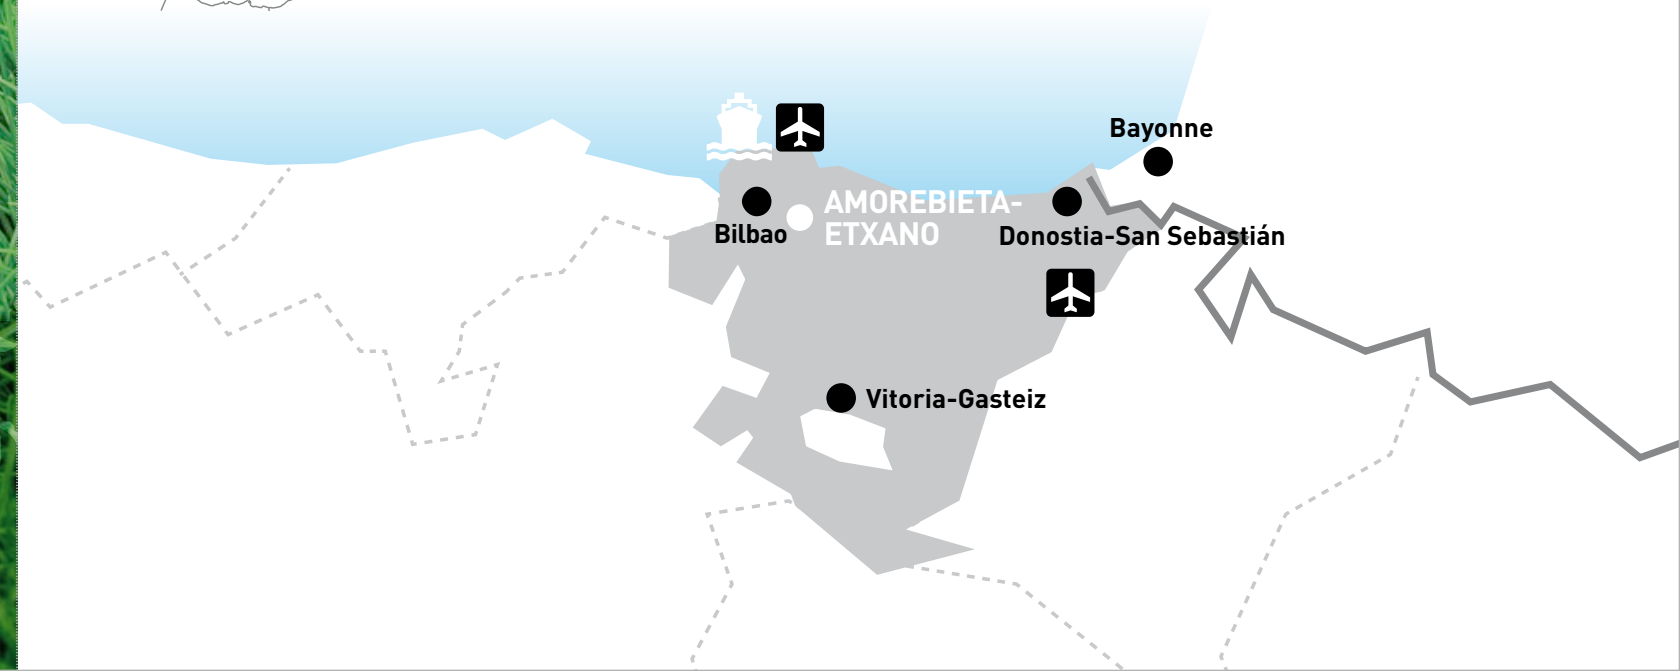 Bayonne
AMOREBIETA-
ETXANO
Bilbao
Donostia-San Sebastián
Vitoria-Gasteiz